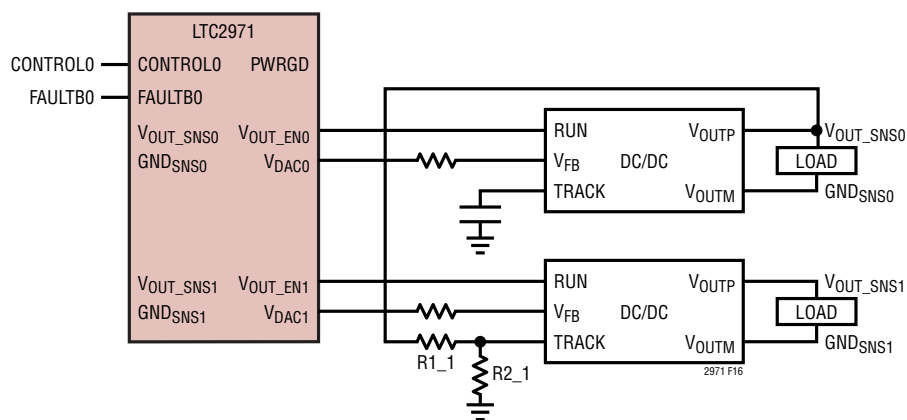 LTC2971
CONTROL0 CONTROL0 PWRGD
FAULTB0 FAULTB0
VOUT_SNS0 VOUT_EN0 RUN VOUTP VOUT_SNS0
GNDSNS0 VDAC0 VFB DC/DC LOAD
TRACK VOUTM GNDSNS0
VOUT_SNS1 VOUT_EN1 RUN VOUTP VOUT_SNS1
GNDSNS1 VDAC1 VFB DC/DC LOAD
TRACK VOUTM GNDSNS1
R1_1 R2_1 2971 F16